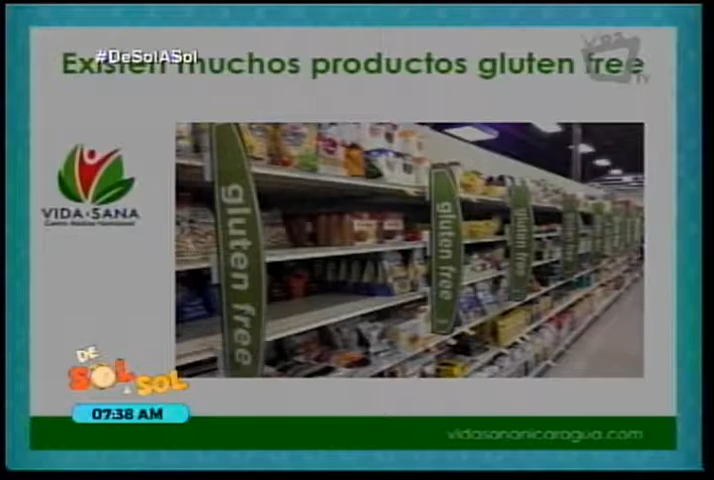 #DeSolASol
Existen muchos productos gluten free
TV
VIDA SANA
gluten free
gluten free
gluten free
DE
SOL
A
SOL
07:38 AM
vidasananicaragua.com